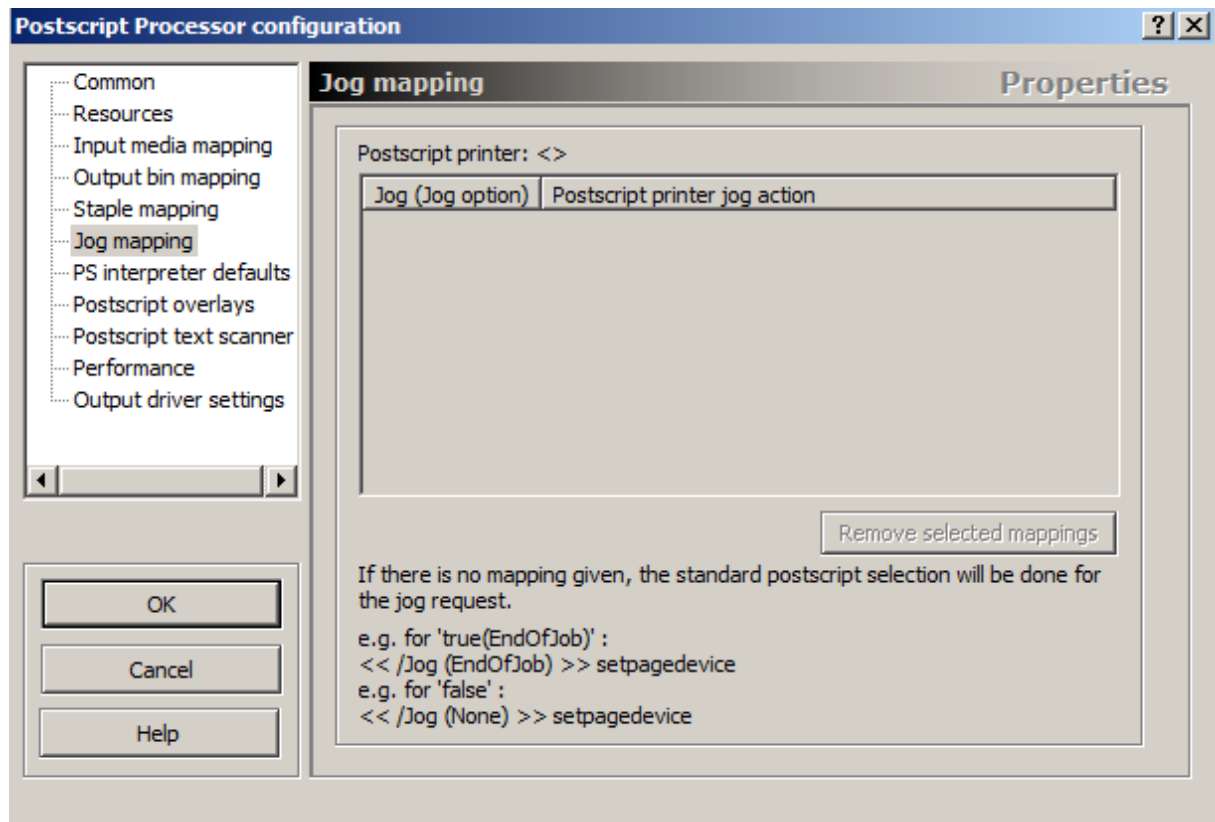 Postscript Processor configuration
Common
Resources
Input media mapping
Output bin mapping
Staple mapping
Jog mapping
PS interpreter defaults
Postscript overlays
Postscript text scanner
Performance
Output driver settings
OK
Cancel
Help
Jog mapping Properties
Postscript printer: <>
Jog (Jog option) Postscript printer jog action
Remove selected mappings
If there is no mapping given, the standard postscript selection will be done for
the jog request.
e.g. for 'true(EndOfJob)' :
<< /Jog (EndOfJob) >> setpagedevice
e.g. for 'false' :
<< /Jog (None) >> setpagedevice